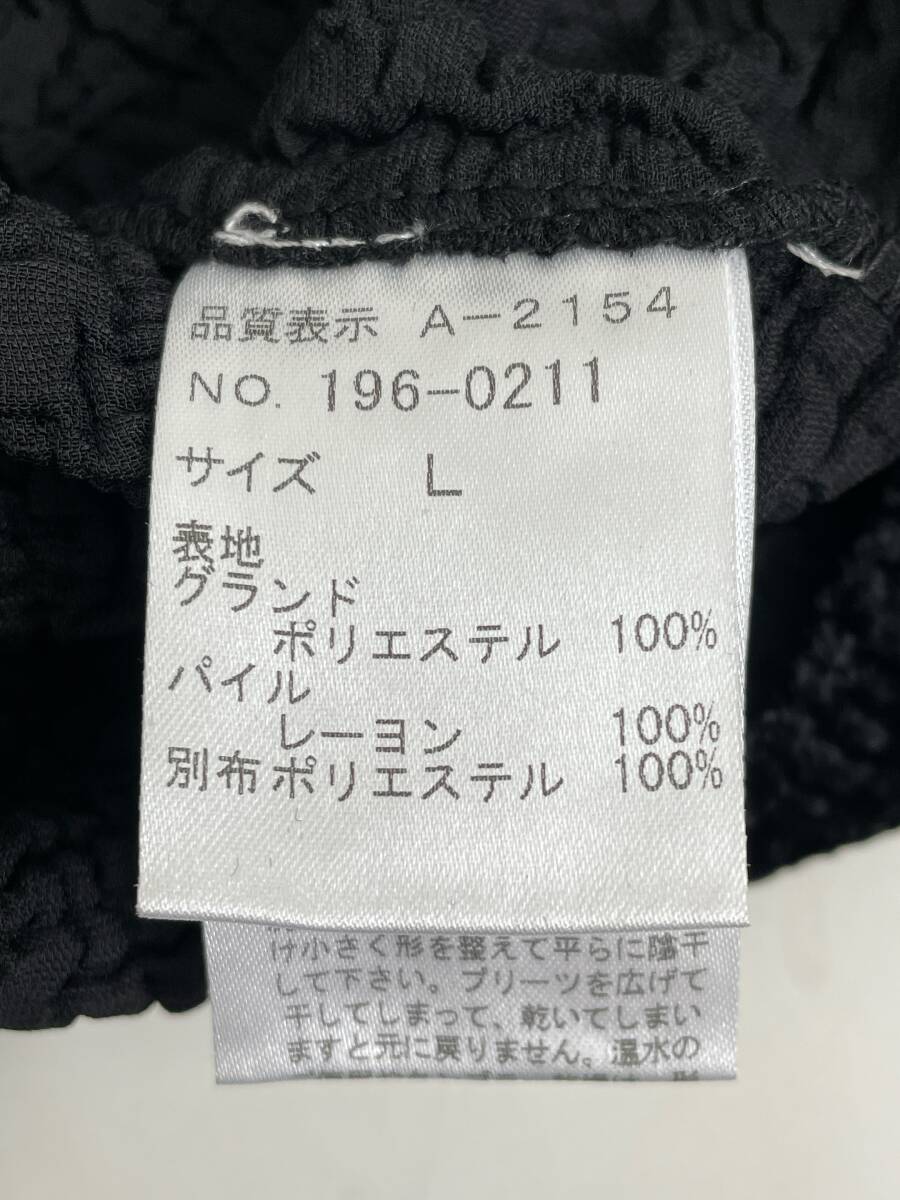 品質表示 A-2154
NO. 196-0211
サイズ L
表地
グランド
ポリエステル 100%
パイル
レーヨン 100%
別布ポリエステル 100%
け小さく形を整えて平らに陰干
して下さい。プリーツを広げて
干してしまって、乾いてしまい
ますと元に戻りません。温水の